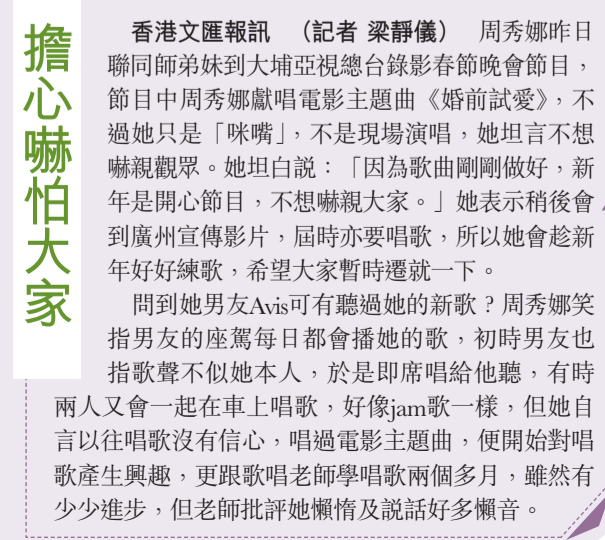 擔心嚇怕大家
香港文匯報訊 （記者 梁靜儀） 周秀娜昨日
聯同師弟妹到大埔亞視總台錄影春節晚會節目，
節目中周秀娜獻唱電影主題曲《婚前試愛》，不
過她只是「咪嘴」，不是現場演唱，她坦言不想
嚇親觀眾。她坦白說：「因為歌曲剛剛做好，新
年是開心節目，不想嚇親大家。」她表示稍後會
到廣州宣傳影片，屆時亦要唱歌，所以她會趁新
年好好練歌，希望大家暫時遷就一下。
問到她男友Avis可有聽過她的新歌？周秀娜笑
指男友的座駕每日都會播她的歌，初時男友也
指歌聲不似她本人，於是即席唱給他聽，有時
兩人又會一起在車上唱歌，好像jam歌一樣，但她自
言以往唱歌沒有信心，唱過電影主題曲，便開始對唱
歌產生興趣，更跟歌唱老師學唱歌兩個多月，雖然有
少少進步，但老師批評她懶惰及說話好多懶音。